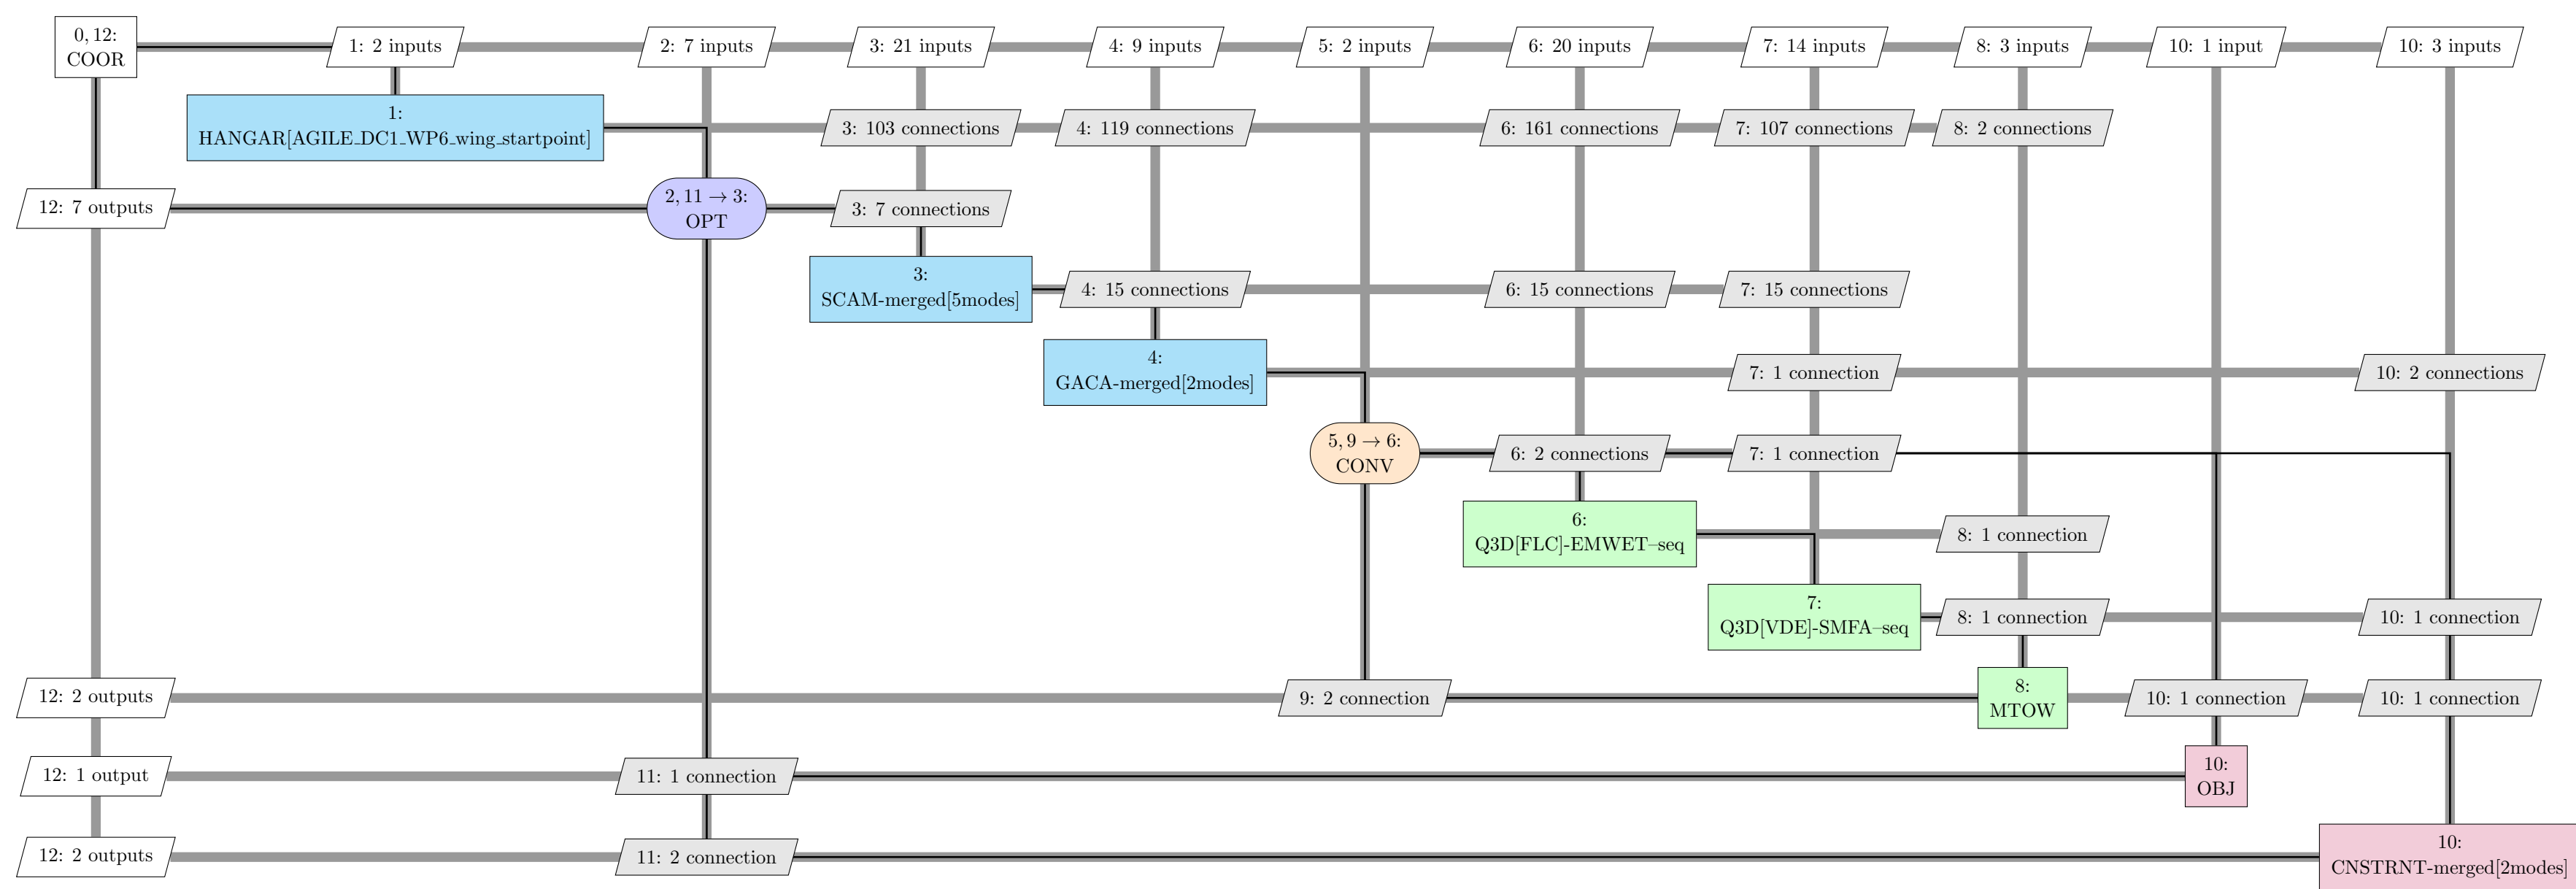 0, 12:
COOR
1: 2 inputs
2: 7 inputs
3: 21 inputs
4: 9 inputs
5: 2 inputs
6: 20 inputs
7: 14 inputs
8: 3 inputs
10: 1 input
10: 3 inputs
1:
HANGAR[AGILE_DC1_WP6_wing_startpoint]
3: 103 connections
4: 119 connections
6: 161 connections
7: 107 connections
8: 2 connections
12: 7 outputs
2, 11 → 3:
OPT
3: 7 connections
3:
SCAM-merged[5modes]
4: 15 connections
6: 15 connections
7: 15 connections
4:
GACA-merged[2modes]
7: 1 connection
10: 2 connections
5, 9 → 6:
CONV
6: 2 connections
7: 1 connection
6:
Q3D[FLC]-EMWET–seq
8: 1 connection
7:
Q3D[VDE]-SMFA–seq
8: 1 connection
10: 1 connection
12: 2 outputs
9: 2 connection
8:
MTOW
10: 1 connection
10: 1 connection
12: 1 output
11: 1 connection
10:
OBJ
12: 2 outputs
11: 2 connection
10:
CNSTRNT-merged[2modes]